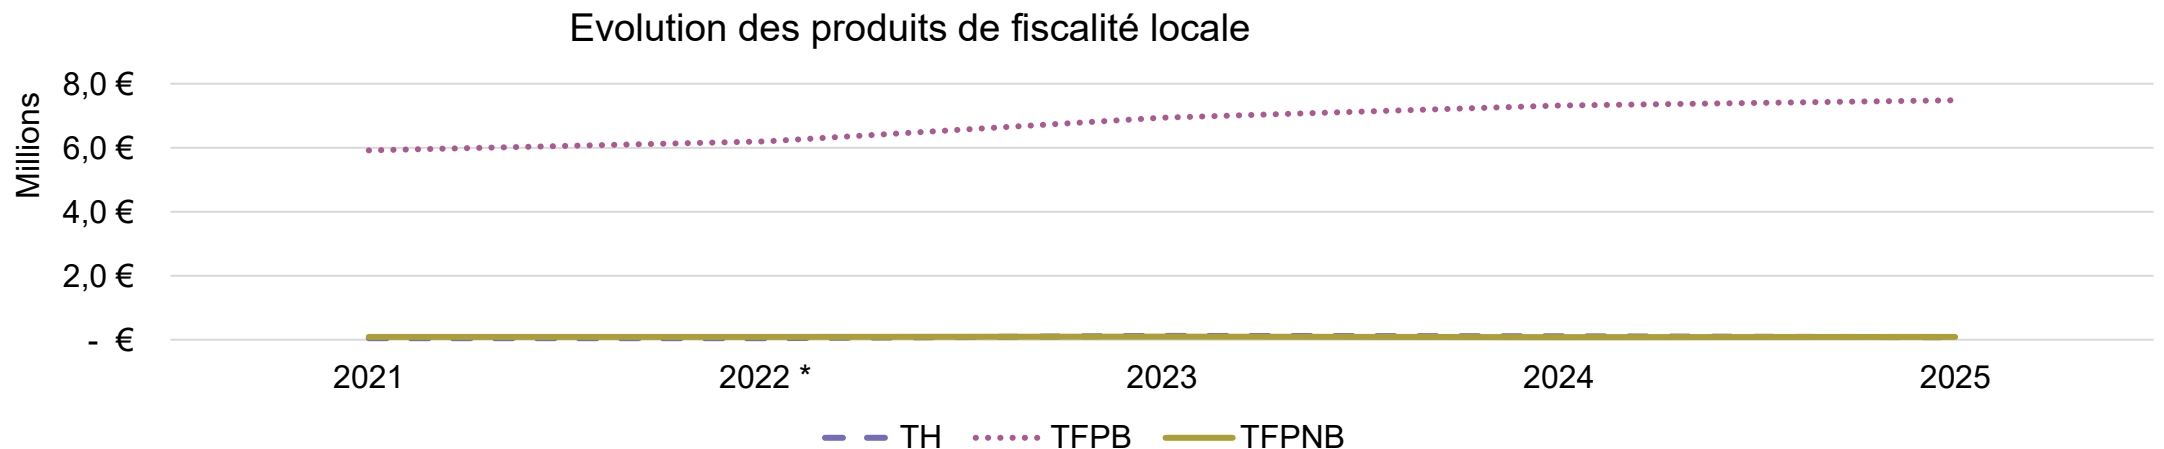 Evolution des produits de fiscalité locale
Millions
8,0 €
6,0 €
4,0 €
2,0 €
- €
2021 2022 * 2023 2024 2025
TH TFPB TFPNB